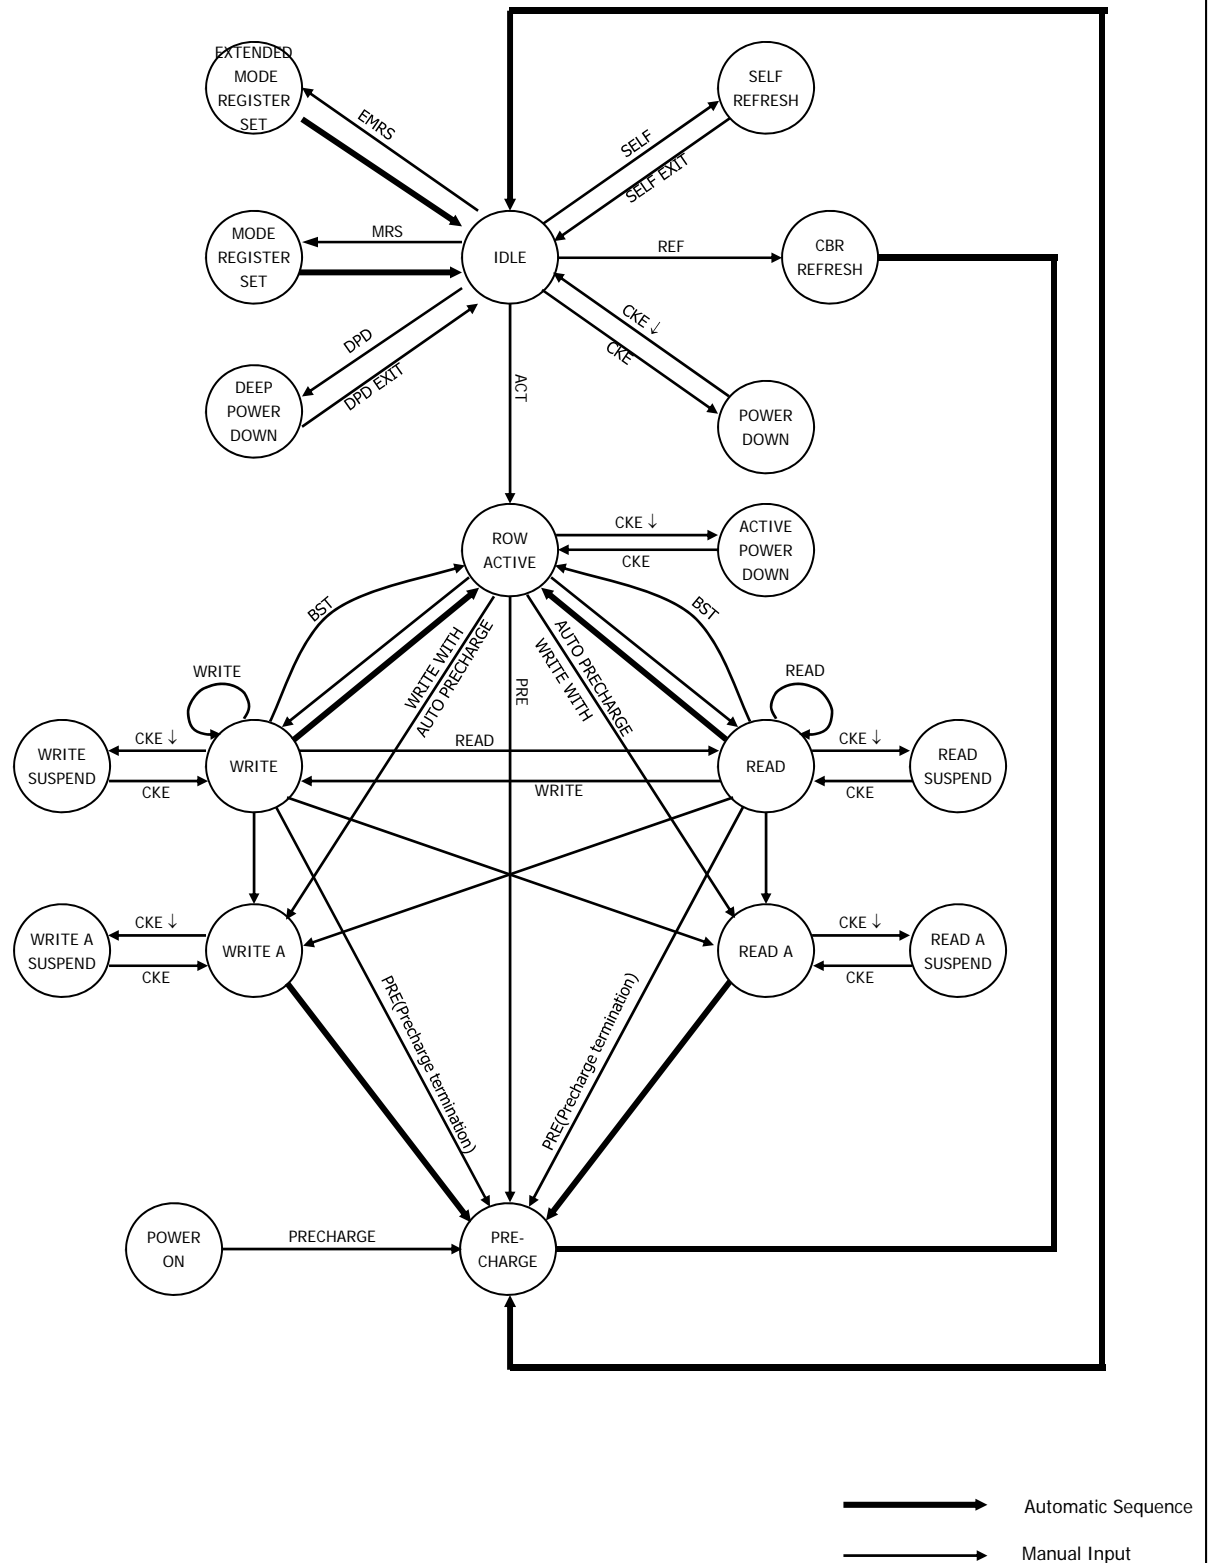 EXTENDED
MODE
REGISTER
SET
SELF
REFRESH
EMRS
SELF
SELF EXIT
MODE
REGISTER
SET
MRS
IDLE
REF
CBR
REFRESH
DPD
DPD EXIT
CKE ↓
CKE
DEEP
POWER
DOWN
ACT
POWER
DOWN
ROW
ACTIVE
CKE ↓
CKE
ACTIVE
POWER
DOWN
BST
BST
WRITE WITH
AUTO PRECHARGE
PRE
AUTO PRECHARGE
WRITE WITH
WRITE
READ
WRITE
SUSPEND
CKE ↓
CKE
WRITE
READ
WRITE
READ
CKE ↓
CKE
READ
SUSPEND
WRITE A
SUSPEND
CKE ↓
CKE
WRITE A
READ A
CKE ↓
CKE
READ A
SUSPEND
PRE(Precharge termination)
PRE(Precharge termination)
POWER
ON
PRECHARGE
PRE-
CHARGE
Automatic Sequence
Manual Input